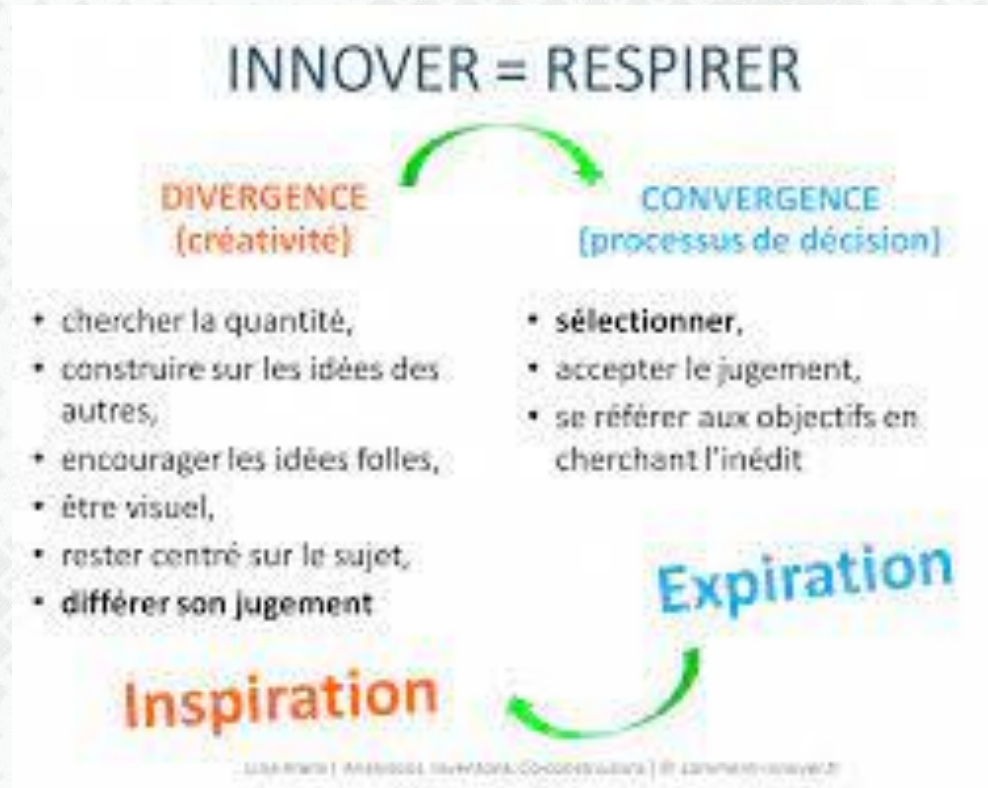 INNOVER = RESPIRER
DIVERGENCE
(créativité)
CONVERGENCE
(processus de décision)
• chercher la quantité,
• construire sur les idées des
autres,
• encourager les idées folles,
• être visuel,
• rester centré sur le sujet,
• différer son jugement
• sélectionner,
• accepter le jugement,
• se référer aux objectifs en
cherchant l'inédit
Expiration
Inspiration